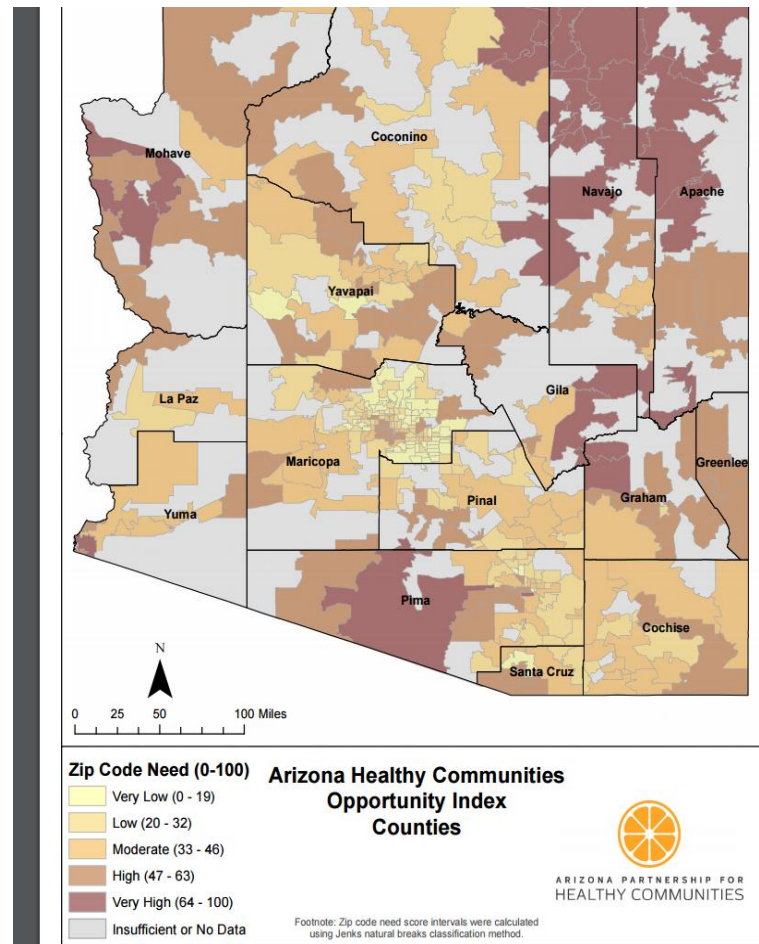 Coconino
Mohave
Navajo
Apache
Yavapai
La Paz
Gila
Maricopa
Greenlee
Pinal
Graham
Yuma
Pima
Cochise
Santa Cruz
N
0 25 50 100 Miles
Zip Code Need (0-100)
Very Low (0 - 19)
Low (20 - 32)
Moderate (33 - 46)
High (47 - 63)
Very High (64 - 100)
Insufficient or No Data
Arizona Healthy Communities
Opportunity Index
Counties
Footnote: Zip code need score intervals were calculated
using Jenks natural breaks classification method.
ARIZONA PARTNERSHIP FOR
HEALTHY COMMUNITIES